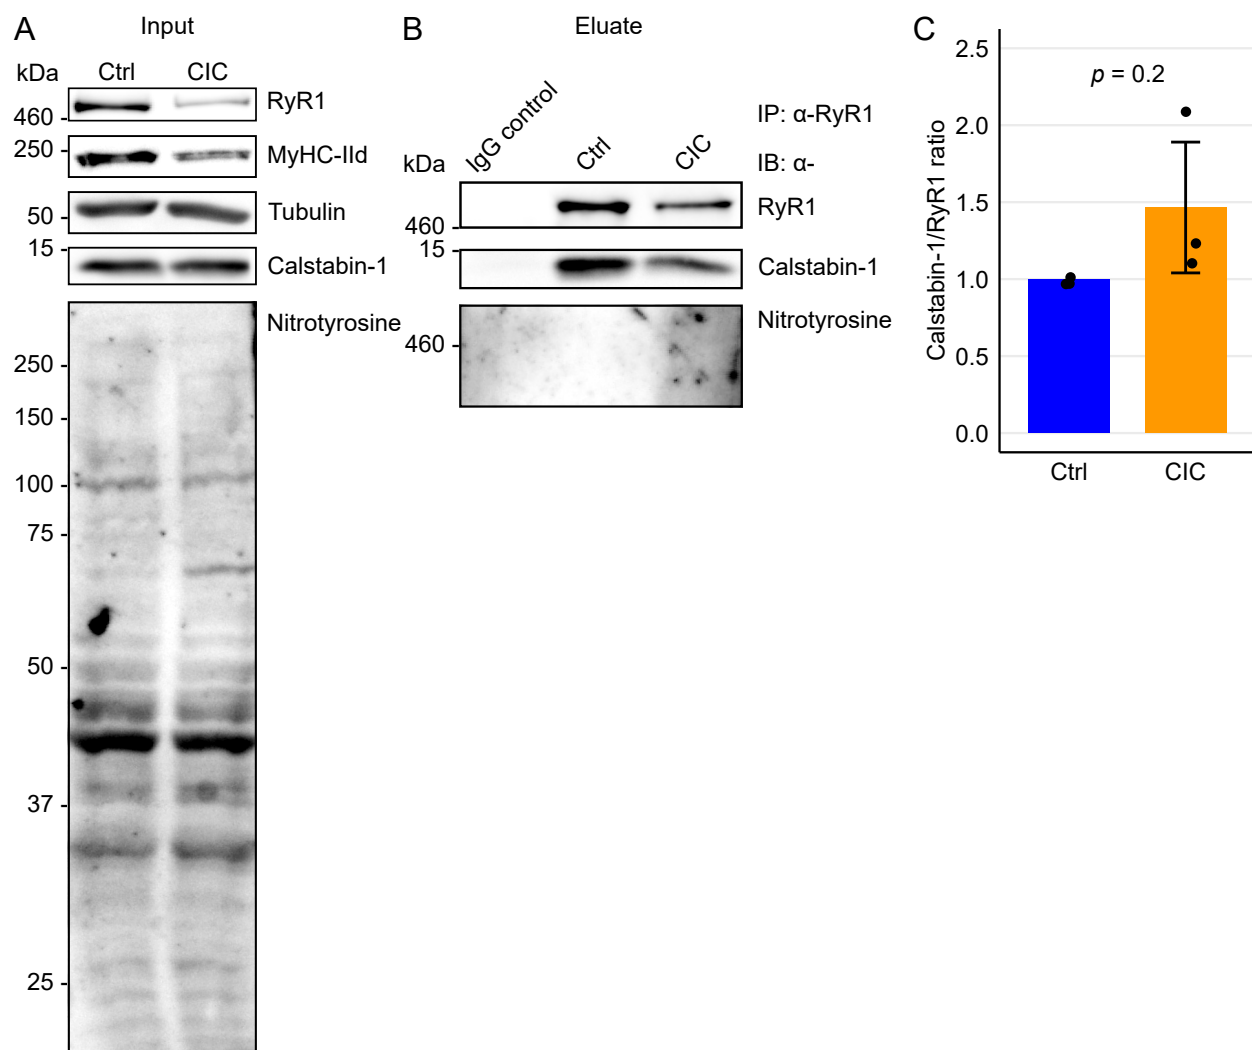 A
Input
kDa
Ctrl
CIC
460 -
RyR1
250 -
MyHC-IId
50 -
Tubulin
15 -
Calstabin-1
Nitrotyrosine
250 -
150 -
100 -
75 -
50 -
37 -
25 -
B
Eluate
kDa
IgG control
Ctrl
CIC
IP: α-RyR1
IB: α-
RyR1
460 -
15 -
Calstabin-1
Nitrotyrosine
460 -
C
Calstabin-1/RyR1 ratio
2.5
2.0
1.5
1.0
0.5
0.0
p = 0.2
Ctrl
CIC